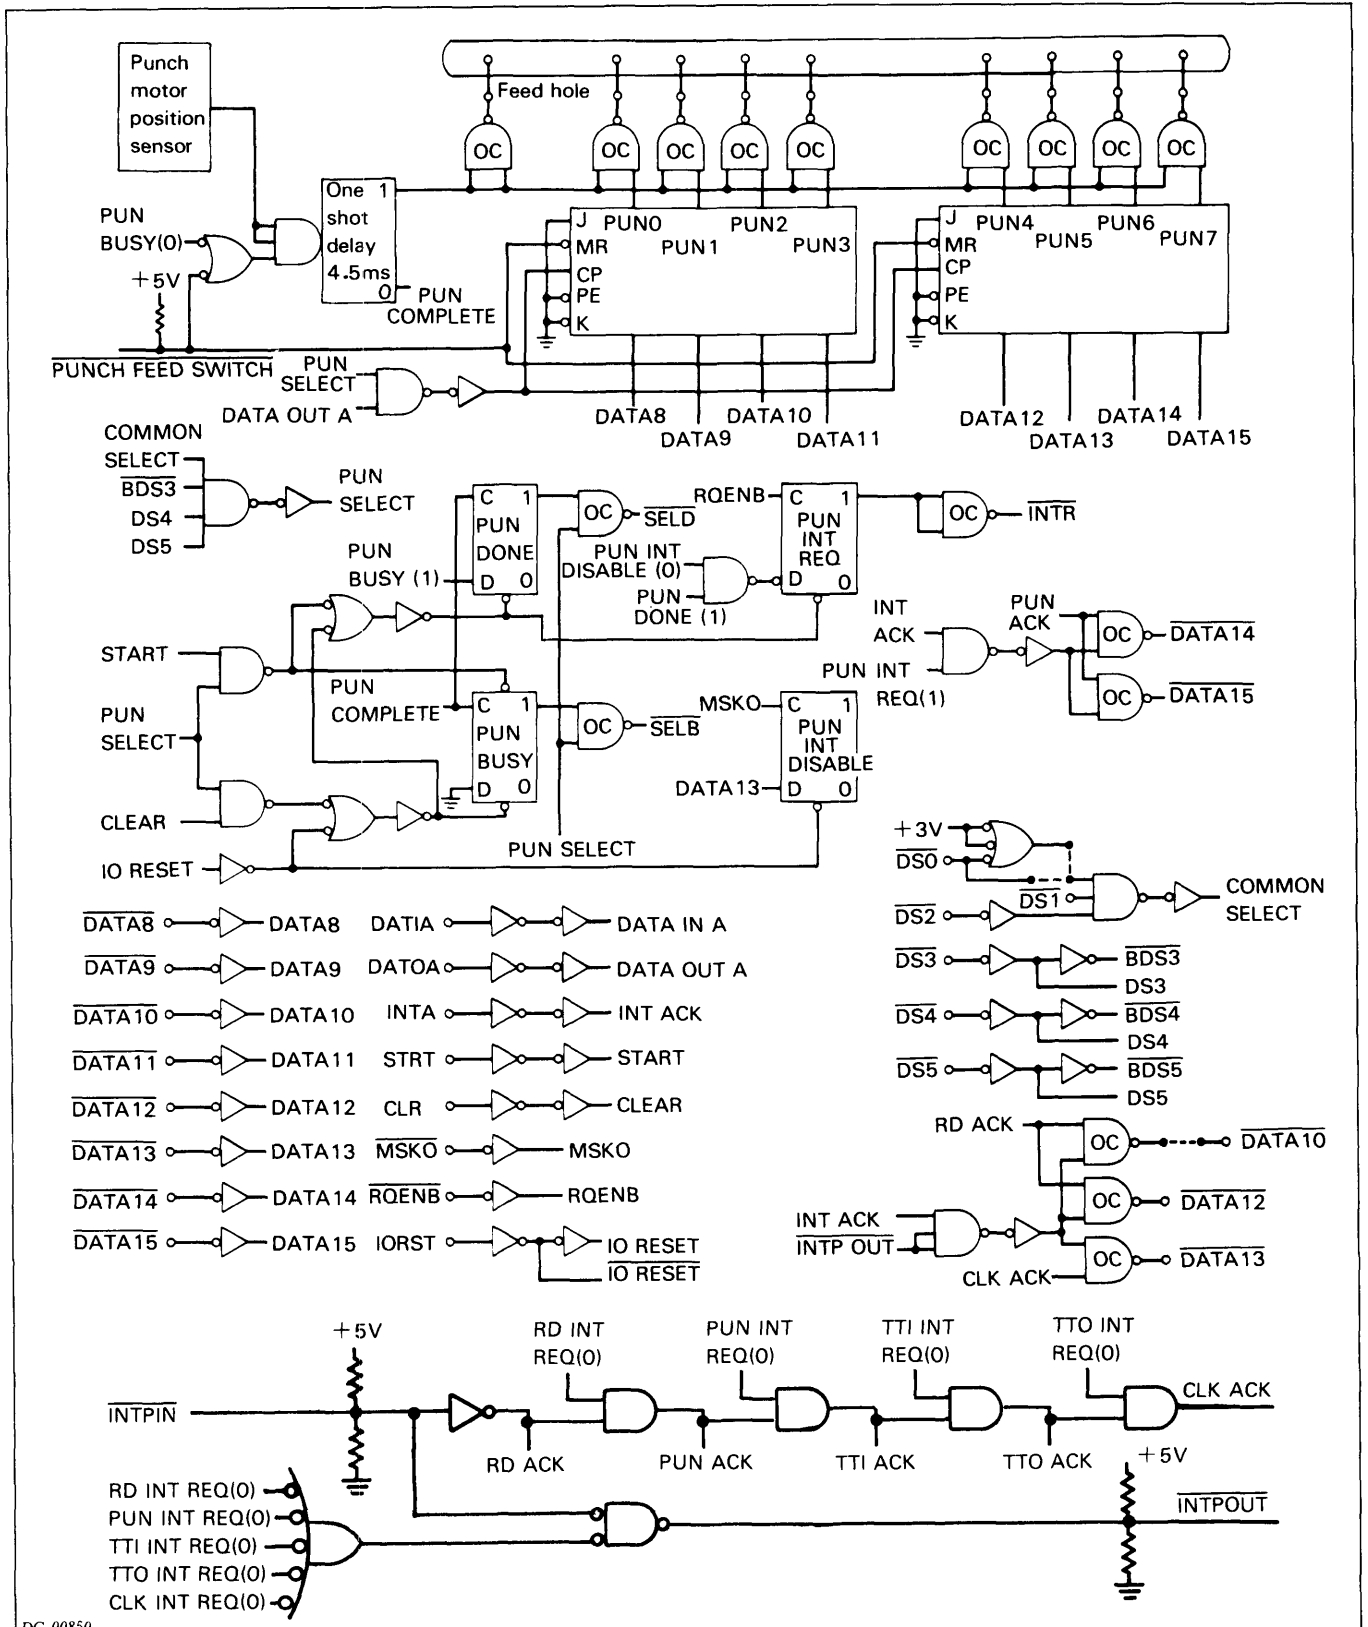 Punch
motor
position
sensor
Feed hole
OC OC OC OC OC OC OC OC OC
PUN
BUSY(0)
+5V
One 1
shot
delay
4.5ms
0
PUN
COMPLETE
J PUN0 PUN2
MR PUN1 PUN3
CP
PE
K
J PUN4 PUN6
MR PUN5 PUN7
CP
PE
K
PUNCH FEED SWITCH
PUN
SELECT
DATA OUT A
DATA8 DATA10
DATA9 DATA11
DATA12 DATA14
DATA13 DATA15
COMMON
SELECT
BDS3
DS4
DS5
PUN
SELECT
C 1
PUN
DONE
D 0
OC
SELD
RQENB
C 1
PUN
INT
REQ
D 0
OC
INTR
PUN
BUSY (1)
PUN INT
DISABLE (0)
PUN
DONE (1)
INT
ACK
PUN INT
REQ(1)
PUN
ACK
OC
DATA14
OC
DATA15
START
PUN
SELECT
CLEAR
IO RESET
PUN
COMPLETE
C 1
PUN
BUSY
D 0
OC
SELB
PUN SELECT
MSKO
C 1
PUN
INT
DISABLE
DATA13
D 0
+3V
DS0
DS1
DS2
COMMON
SELECT
DATA8 DATA8 DATIA DATA IN A
DATA9 DATA9 DATOA DATA OUT A
DATA10 DATA10 INTA INT ACK
DATA11 DATA11 STRT START
DATA12 DATA12 CLR CLEAR
DATA13 DATA13 MSKO MSKO
DATA14 DATA14 RQENB RQENB
DATA15 DATA15 IORST IO RESET
IO RESET
DS3 BDS3
DS3
DS4 BDS4
DS4
DS5 BDS5
DS5
RD ACK
OC
DATA10
OC
DATA12
INT ACK
INTP OUT
CLK ACK
OC
DATA13
+5V
RD INT
REQ(0)
PUN INT
REQ(0)
TTI INT
REQ(0)
TTO INT
REQ(0)
CLK ACK
INTPIN
RD ACK
PUN ACK
TTI ACK
TTO ACK
+5V
RD INT REQ(0)
PUN INT REQ(0)
TTI INT REQ(0)
TTO INT REQ(0)
CLK INT REQ(0)
INTPOUT
DG-00850